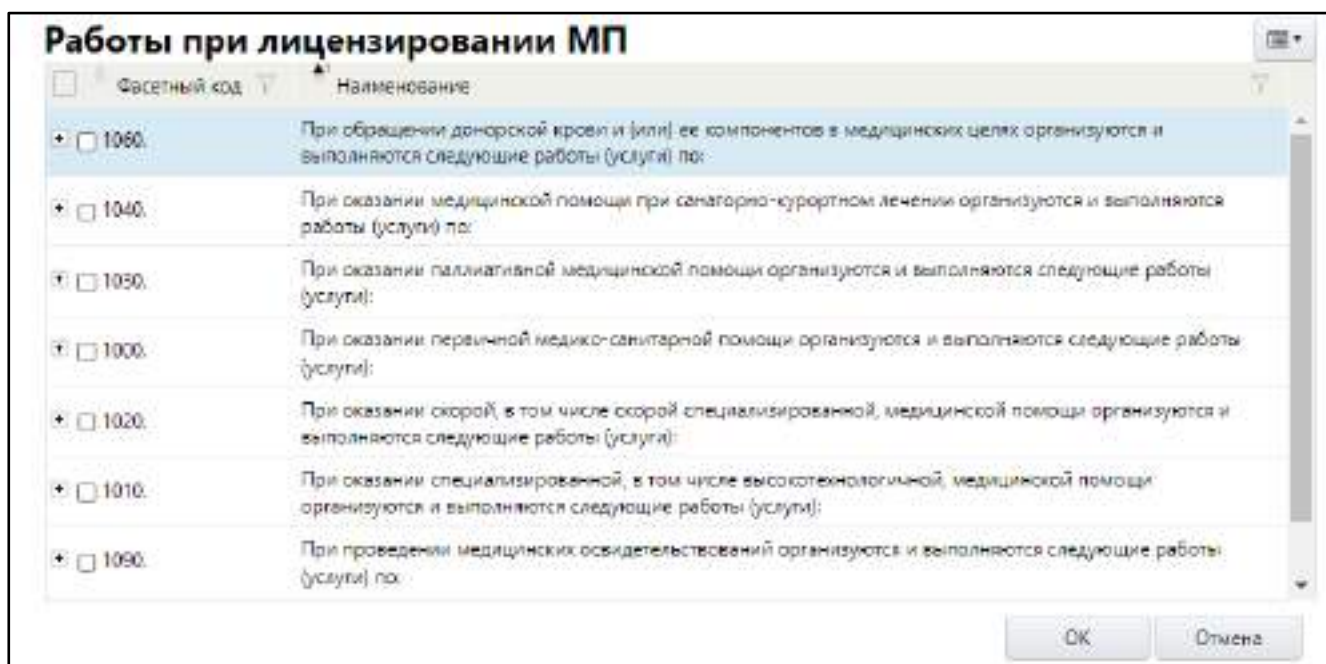 Работы при лицензировании МП
Фасетный код Наименование
1060. При обращении донорской крови и (или) ее компонентов в медицинских целях организуются и
выполняются следующие работы (услуги) по:
1040. При оказании медицинской помощи при санаторно-курортном лечении организуются и выполняются
работы (услуги) по:
1050. При оказании паллиативной медицинской помощи организуются и выполняются следующие работы
(услуги):
1000. При оказании первичной медико-санитарной помощи организуются и выполняются следующие работы
(услуги):
1020. При оказании скорой, в том числе скорой специализированной, медицинской помощи организуются и
выполняются следующие работы (услуги):
1010. При оказании специализированной, в том числе высокотехнологичной, медицинской помощи
организуются и выполняются следующие работы (услуги):
1090. При проведении медицинских освидетельствований организуются и выполняются следующие работы
(услуги) по:
ОК Отмена